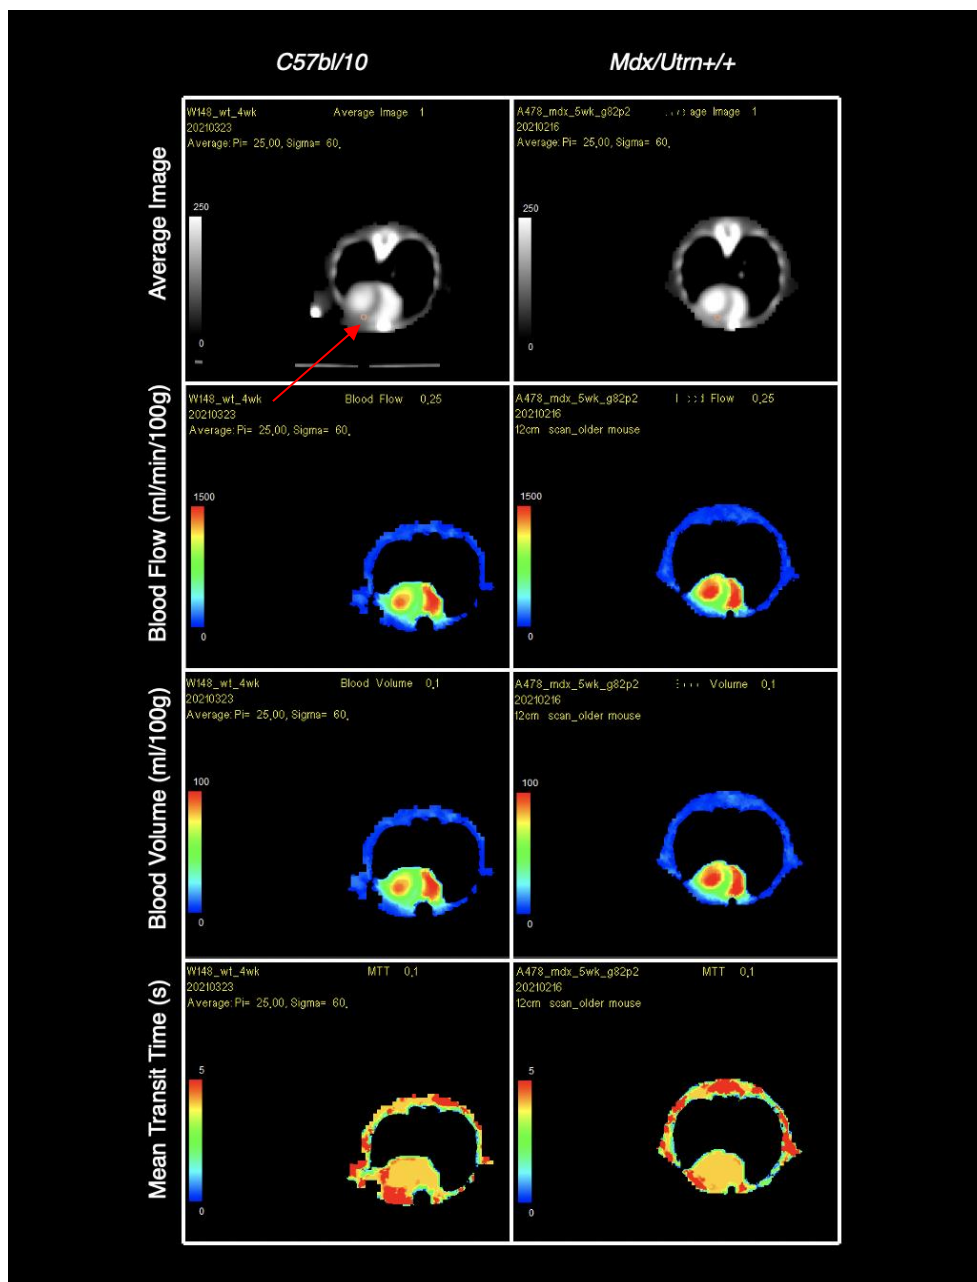 C57bl/10
Mdx/Utrn+/+
Average Image
W148_wt_4wk Average Image 1
20210323
Average: Pi= 25.00, Sigma= 60.
250
0
A478_mdx_5wk_g82p2 age Image 1
20210216
Average: Pi= 25.00, Sigma= 60.
250
0
Blood Flow (ml/min/100g)
W148_wt_4wk Blood Flow 0.25
20210323
Average: Pi= 25.00, Sigma= 60.
1500
0
A478_mdx_5wk_g82p2 Flow 0.25
20210216
12cm scan_older mouse
1500
0
Blood Volume (ml/100g)
W148_wt_4wk Blood Volume 0.1
20210323
Average: Pi= 25.00, Sigma= 60.
100
0
A478_mdx_5wk_g82p2 Volume 0.1
20210216
12cm scan_older mouse
100
0
Mean Transit Time (s)
W148_wt_4wk MTT 0.1
20210323
Average: Pi= 25.00, Sigma= 60.
5
0
A478_mdx_5wk_g82p2 MTT 0.1
20210216
12cm scan_older mouse
5
0